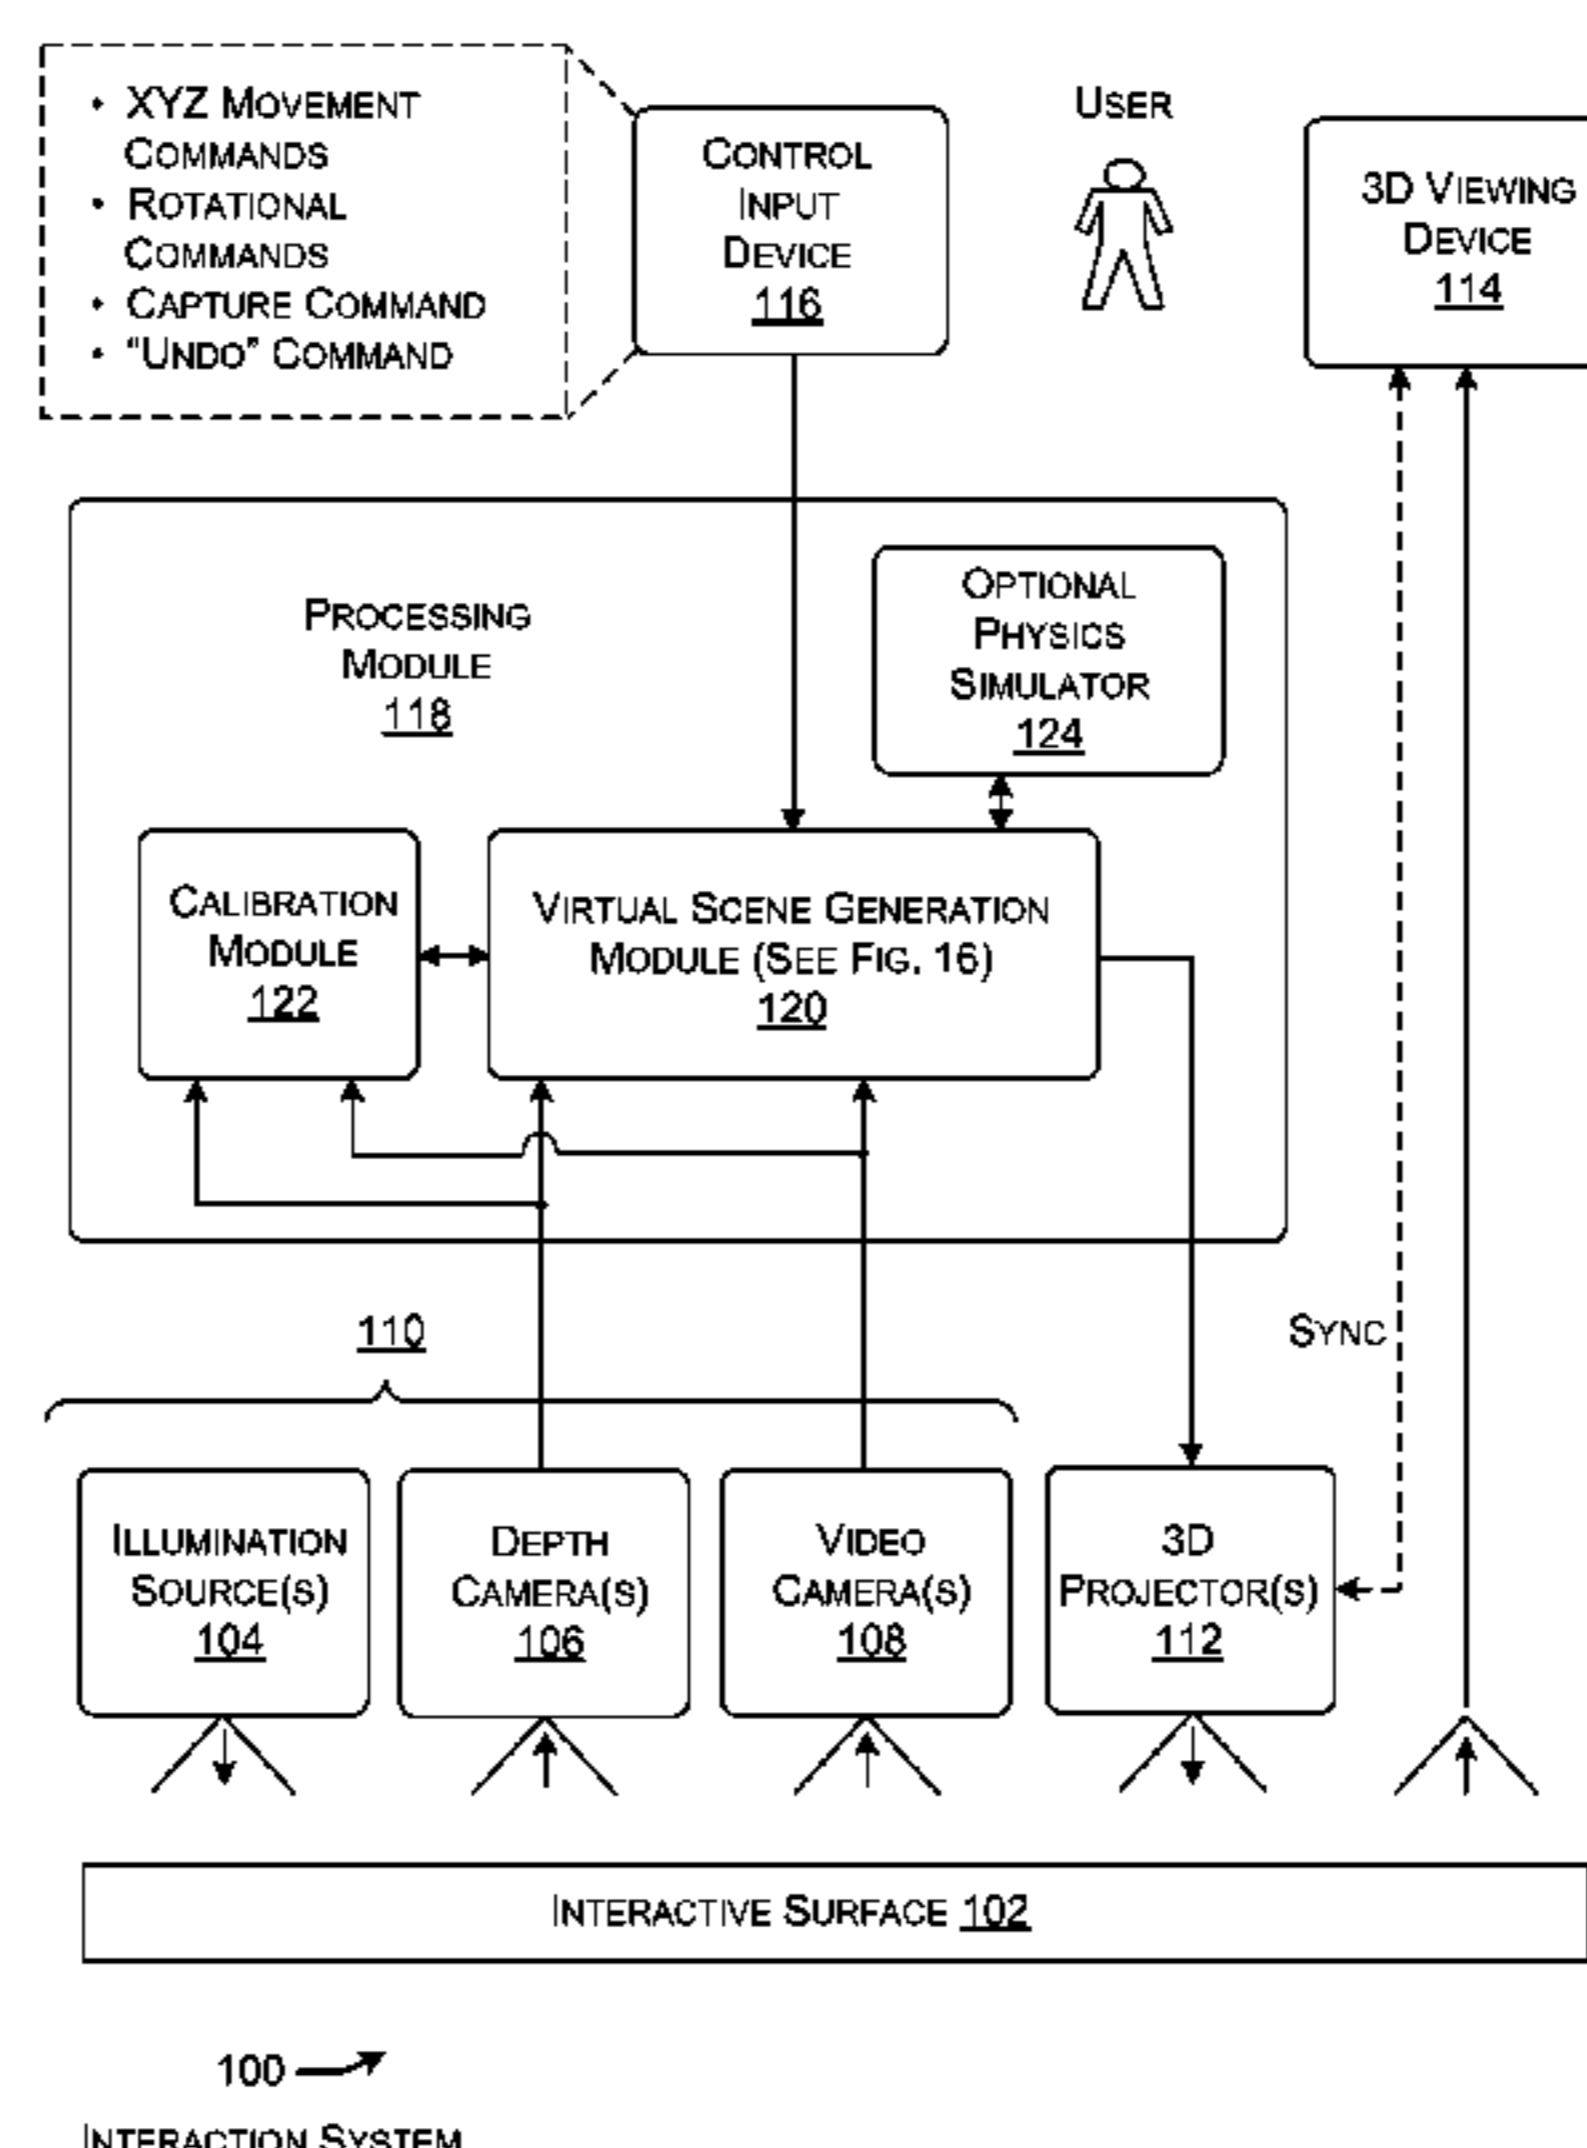 • XYZ MOVEMENT
COMMANDS
• ROTATIONAL
COMMANDS
• CAPTURE COMMAND
• “UNDO” COMMAND
CONTROL
INPUT
DEVICE
116
USER
3D VIEWING
DEVICE
114
PROCESSING
MODULE
118
OPTIONAL
PHYSICS
SIMULATOR
124
CALIBRATION
MODULE
122
VIRTUAL SCENE GENERATION
MODULE (SEE FIG. 16)
120
110
SYNC
ILLUMINATION
SOURCE(S)
104
DEPTH
CAMERA(S)
106
VIDEO
CAMERA(S)
108
3D
PROJECTOR(S)
112
INTERACTIVE SURFACE 102
100
INTERACTION SYSTEM